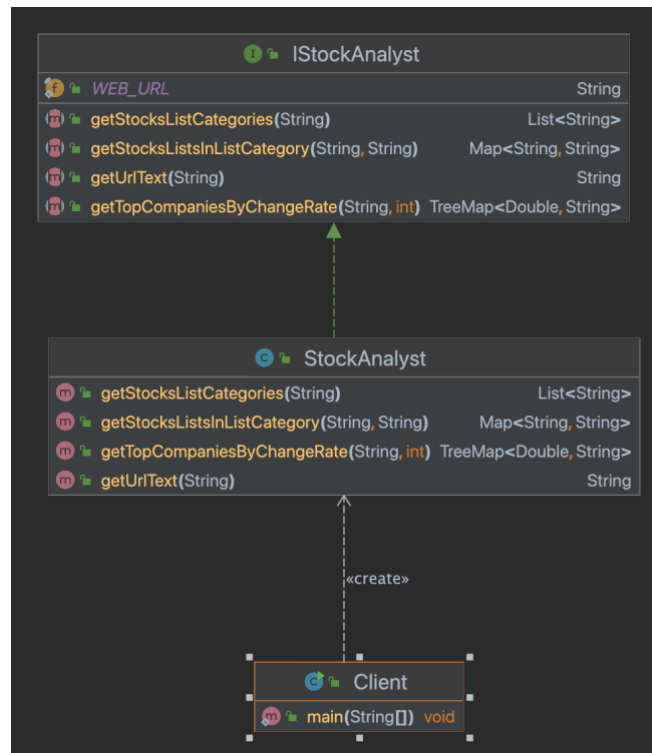 I IStockAnalyst
f WEB_URL String
m getStocksListCategories(String) List<String>
m getStocksListsInListCategory(String, String) Map<String, String>
m getUrlText(String) String
m getTopCompaniesByChangeRate(String, int) TreeMap<Double, String>
C StockAnalyst
m getStocksListCategories(String) List<String>
m getStocksListsInListCategory(String, String) Map<String, String>
m getTopCompaniesByChangeRate(String, int) TreeMap<Double, String>
m getUrlText(String) String
«create»
C Client
m main(String[]) void